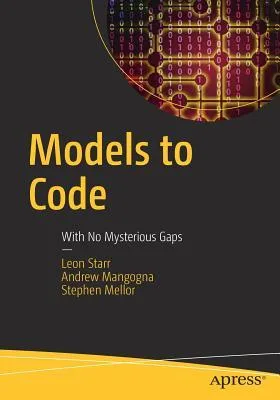 Models to
Code
With No Mysterious Gaps
Leon Starr
Andrew Mangogna
Stephen Mellor
Apress®